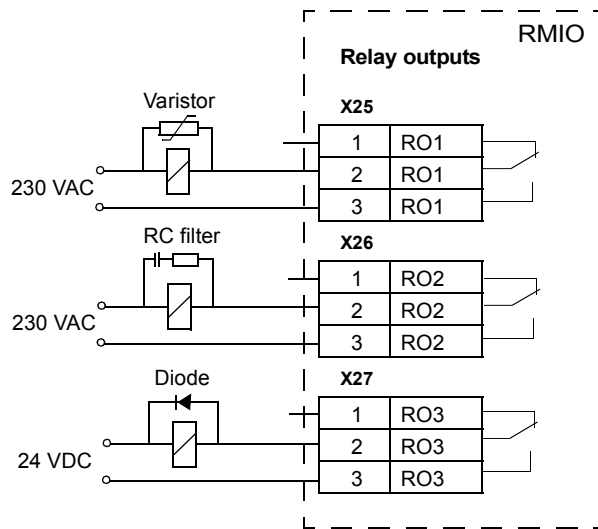 RMIO
Relay outputs
Varistor
X25
1 RO1
2 RO1
3 RO1
230 VAC
RC filter
X26
1 RO2
2 RO2
3 RO2
230 VAC
Diode
X27
1 RO3
2 RO3
3 RO3
24 VDC